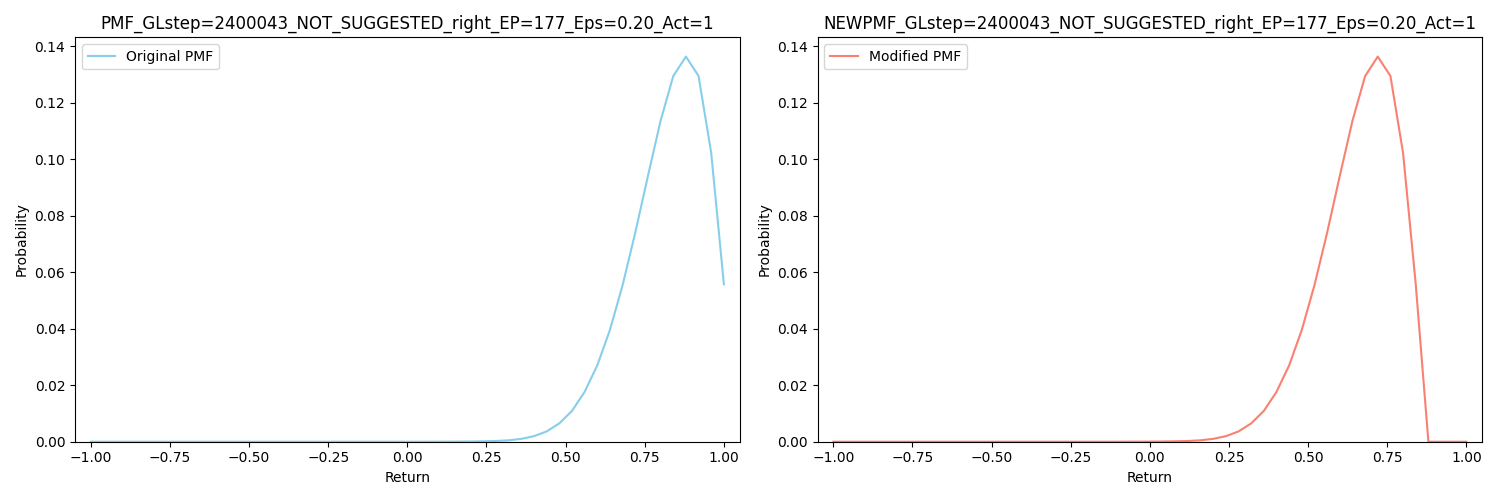 PMF_GLstep=2400043_NOT_SUGGESTED_right_EP=177_Eps=0.20_Act=1
Original PMF
0.14
0.12
0.10
0.08
0.06
0.04
0.02
0.00
Probability
−1.00 −0.75 −0.50 −0.25 0.00 0.25 0.50 0.75 1.00
Return
NEWPMF_GLstep=2400043_NOT_SUGGESTED_right_EP=177_Eps=0.20_Act=1
Modified PMF
0.14
0.12
0.10
0.08
0.06
0.04
0.02
0.00
Probability
−1.00 −0.75 −0.50 −0.25 0.00 0.25 0.50 0.75 1.00
Return